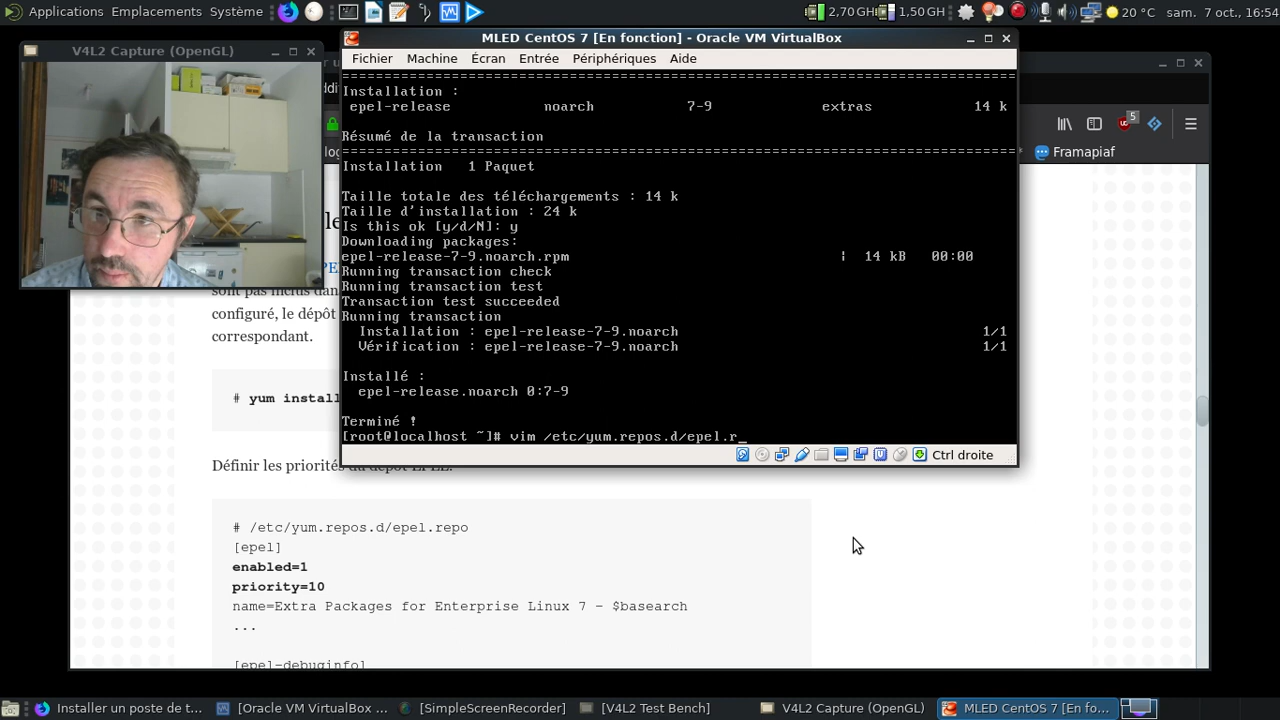 Applications Emplacements Système
2,70 GH 1,50 GH 20 °C sam. 7 oct., 16:54
V4L2 Capture (OpenGL)
MLED CentOS 7 [En fonction] - Oracle VM VirtualBox
Fichier Machine Écran Entrée Périphériques Aide
Installation :
epel-release noarch 7-9 extras 14 k
Résumé de la transaction
Installation 1 Paquet
Taille totale des téléchargements : 14 k
Taille d'installation : 24 k
Is this ok [y/d/N]: y
Downloading packages:
epel-release-7-9.noarch.rpm | 14 kB 00:00
Running transaction check
Running transaction test
Transaction test succeeded
Running transaction
Installation : epel-release-7-9.noarch 1/1
Vérification : epel-release-7-9.noarch 1/1
Installé :
epel-release.noarch 0:7-9
Terminé !
[root@localhost ~]# vim /etc/yum.repos.d/epel.r_
Ctrl droite
5
Framapiaf
sont pas inclus dan
configuré, le dépôt
correspondant.
# yum install
Définir les priorités du dépôt EPEL.
# /etc/yum.repos.d/epel.repo
[epel]
enabled=1
priority=10
name=Extra Packages for Enterprise Linux 7 - $basearch
...
[epel-debuginfo]
Installer un poste de t... [Oracle VM VirtualBox ... [SimpleScreenRecorder] [V4L2 Test Bench] V4L2 Capture (OpenGL) MLED CentOS 7 [En fo...